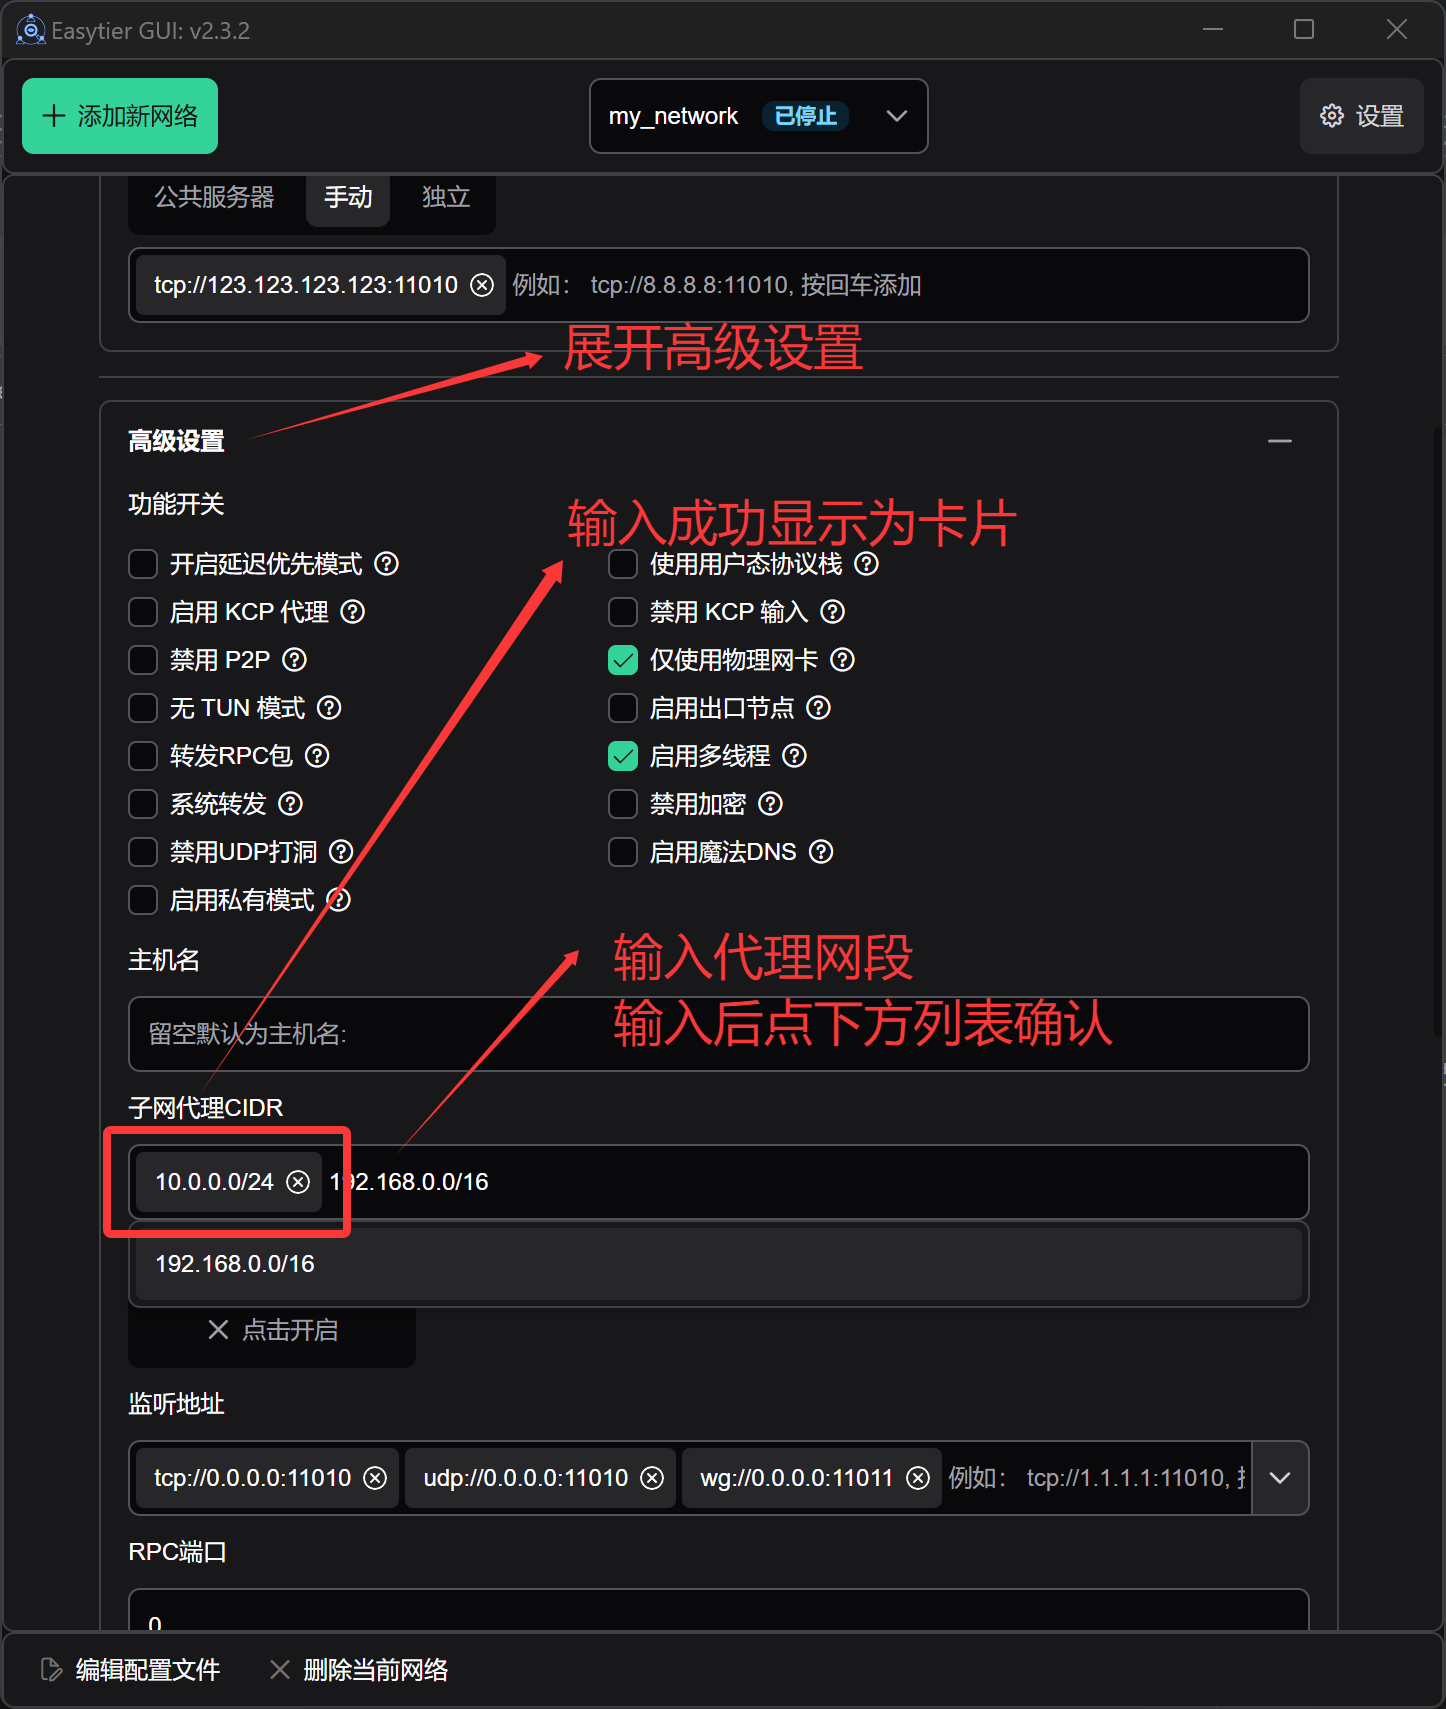 Easytier GUI: v2.3.2
添加新网络
my_network 已停止
设置
公共服务器 手动 独立
tcp://123.123.123.123:11010 例如： tcp://8.8.8.8:11010, 按回车添加
展开高级设置
高级设置
功能开关
输入成功显示为卡片
开启延迟优先模式 使用用户态协议栈
启用 KCP 代理 禁用 KCP 输入
禁用 P2P 仅使用物理网卡
无 TUN 模式 启用出口节点
转发RPC包 启用多线程
系统转发 禁用加密
禁用UDP打洞 启用魔法DNS
启用私有模式
输入代理网段
主机名
输入后点下方列表确认
留空默认为主机名:
子网代理CIDR
10.0.0.0/24 192.168.0.0/16
192.168.0.0/16
点击开启
监听地址
tcp://0.0.0.0:11010 udp://0.0.0.0:11010 wg://0.0.0.0:11011 例如： tcp://1.1.1.1:11010,
RPC端口
0
编辑配置文件 删除当前网络